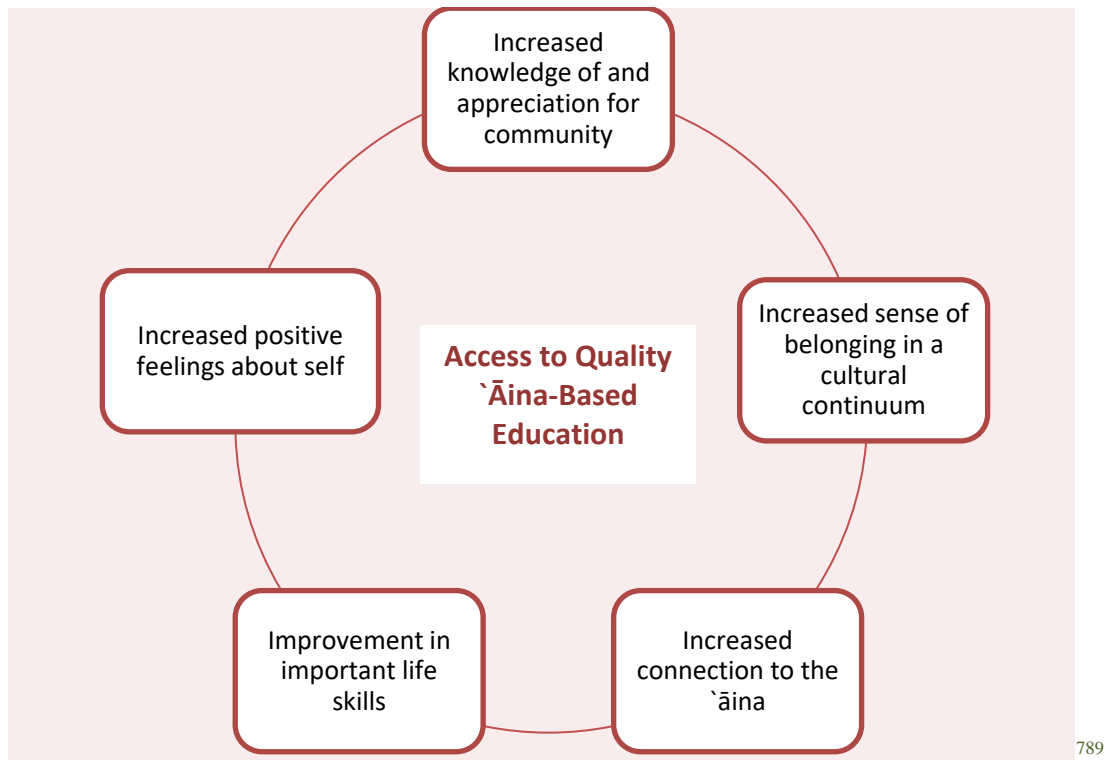 Increased
knowledge of and
appreciation for
community
Increased positive
feelings about self
Increased sense of
belonging in a
cultural
continuum
Access to Quality
`Āina-Based
Education
Improvement in
important life
skills
Increased
connection to the
`āina
789